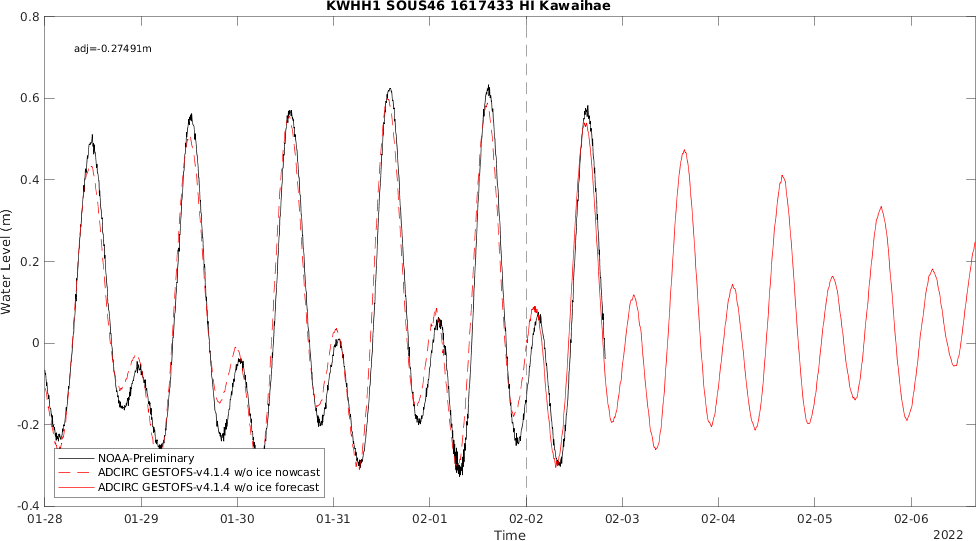 KWHH1 SOUS46 1617433 HI Kawaihae
adj=-0.27491m
Water Level (m)
0.8
0.6
0.4
0.2
0
-0.2
-0.4
NOAA-Preliminary
ADCIRC GESTOFS-v4.1.4 w/o ice nowcast
ADCIRC GESTOFS-v4.1.4 w/o ice forecast
01-28 01-29 01-30 01-31 02-01 02-02 02-03 02-04 02-05 02-06
Time
2022